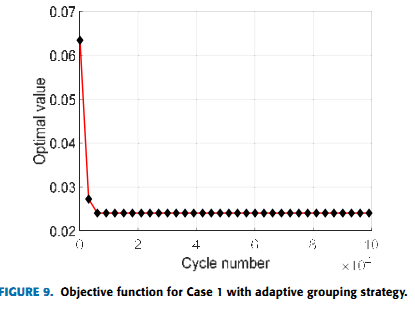 0.07
0.06
0.05
0.04
0.03
0.02
Optimal value
0 2 4 6 8 10
Cycle number
FIGURE 9. Objective function for Case 1 with adaptive grouping strategy.